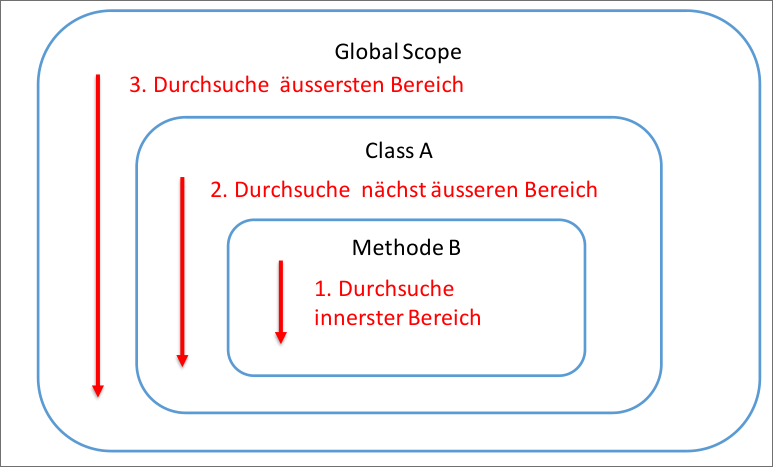 Global Scope
3. Durchsuche äussersten Bereich
Class A
2. Durchsuche nächst äusseren Bereich
Methode B
1. Durchsuche
innerster Bereich